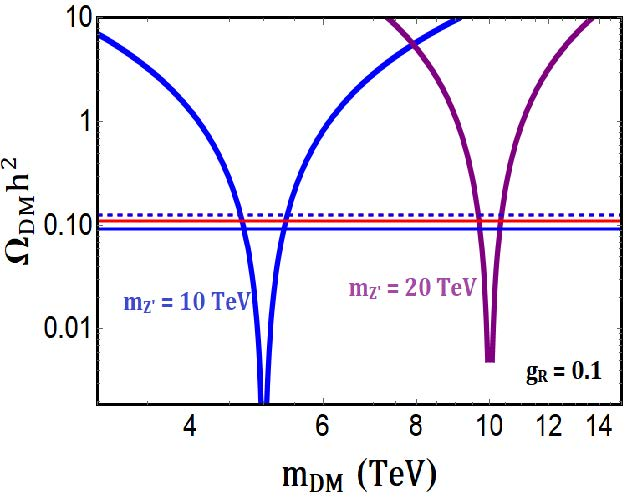 10
1
0.10
0.01
Ω_DM h²
m_Z' = 10 TeV
m_Z' = 20 TeV
g_R = 0.1
4 6 8 10 12 14
m_DM (TeV)